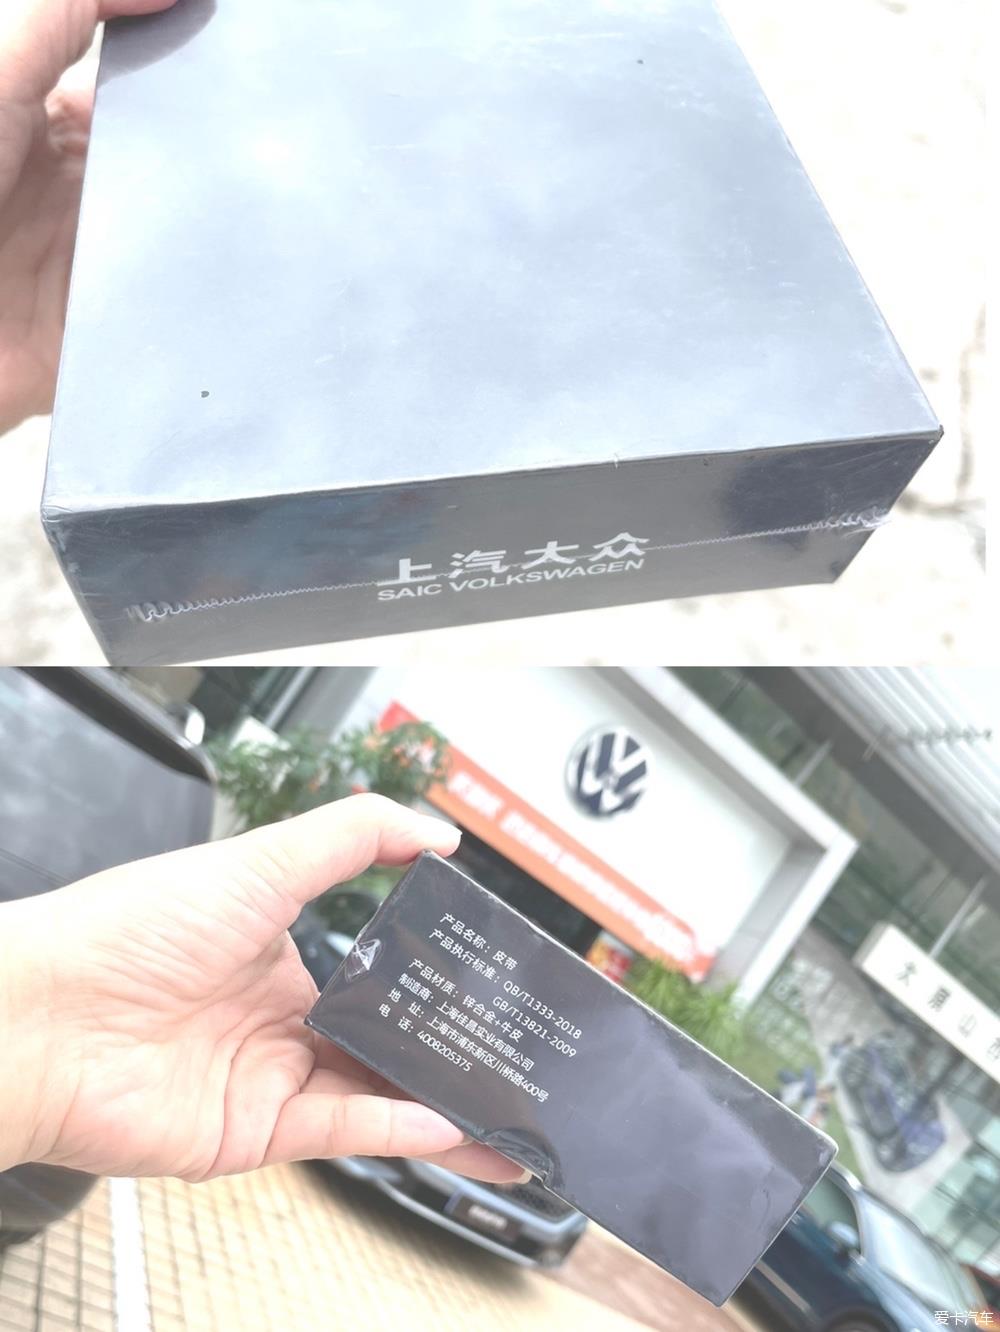 上汽大众
SAIC VOLKSWAGEN
产品名称：皮带
产品执行标准：QB/T1333-2018
GB/T13821-2009
产品材质：锌合金+牛皮
制造商：上海佳昌实业有限公司
地 址：上海市浦东新区川桥路400号
电 话：4008205375
爱卡汽车